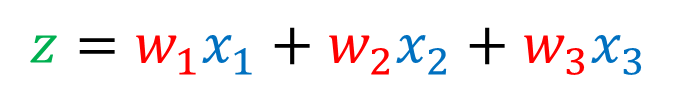 z = w₁x₁ + w₂x₂ + w₃x₃